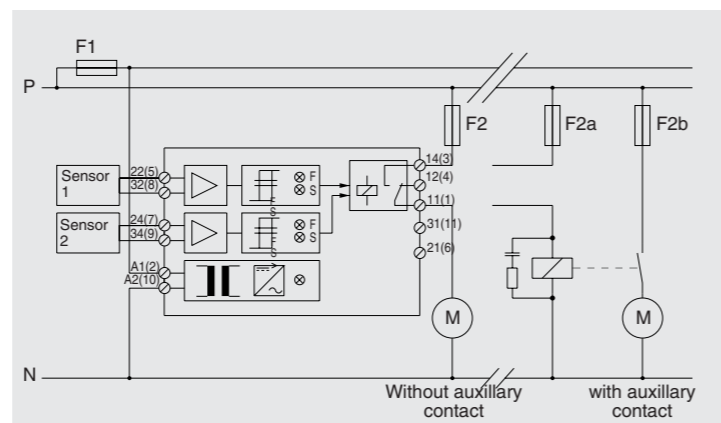 F1
P
F2
F2a
F2b
14(3)
12(4)
11(1)
31(11)
21(6)
Sensor
1
22(5)
32(8)
F
S
F
S
Sensor
2
24(7)
34(9)
F
S
F
S
A1(2)
A2(10)
M
M
N
Without auxillary
contact
with auxillary
contact